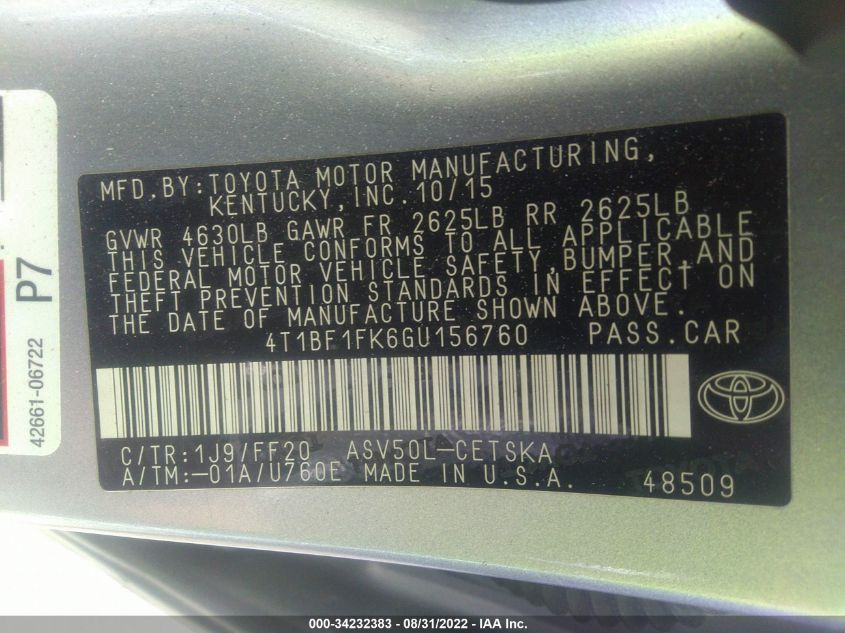 MFD.BY:TOYOTA MOTOR MANUFACTURING,
KENTUCKY,INC.10/15
GVWR 4630LB GAWR FR 2625LB RR 2625LB
THIS VEHICLE CONFORMS TO ALL APPLICABLE
FEDERAL MOTOR VEHICLE SAFETY,BUMPER,AND
THEFT PREVENTION STANDARDS IN EFFECT ON
THE DATE OF MANUFACTURE SHOWN ABOVE.
4T1BF1FK6GU156760 PASS.CAR
C/TR:1J9/FF20 ASV50L-CETSKA
A/TM:-01A/U760E MADE IN U.S.A. 48509
P7
42661-06722
000-34232383 - 08/31/2022 - IAA Inc.